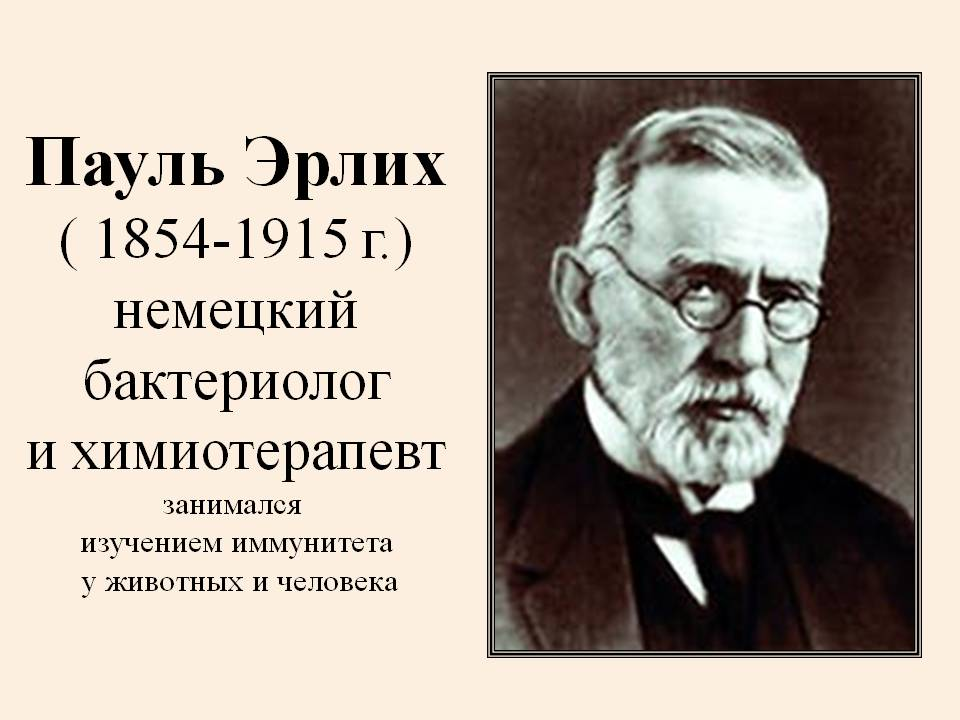 Пауль Эрлих
( 1854-1915 г.)
немецкий
бактериолог
и химиотерапевт
занимался
изучением иммунитета
у животных и человека